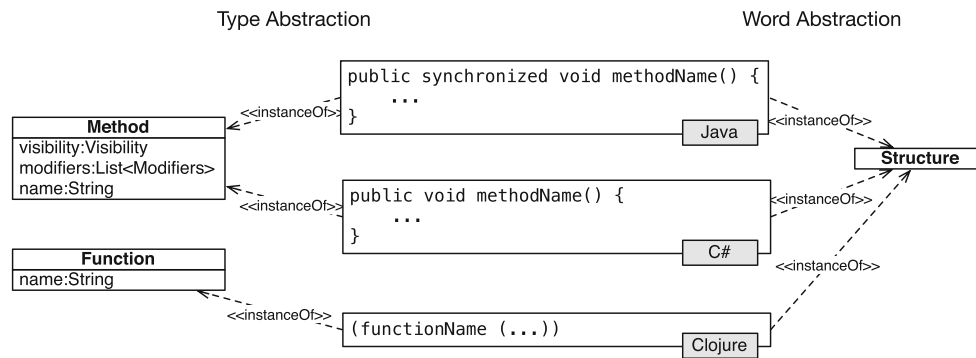 Type Abstraction
Word Abstraction
public synchronized void methodName() {
...
}
Java
<<instanceOf>>
<<instanceOf>>
Method
visibility:Visibility
modifiers:List<Modifiers>
name:String
Structure
public void methodName() {
...
}
C#
<<instanceOf>>
<<instanceOf>>
Function
name:String
<<instanceOf>>
<<instanceOf>>
(functionName (...))
Clojure